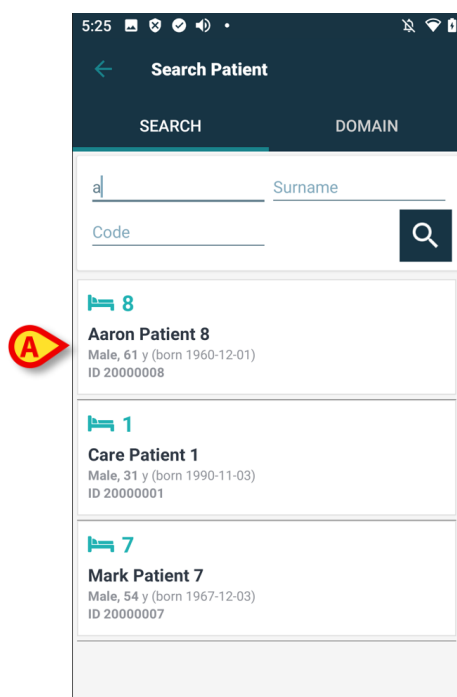 5:25
Search Patient
SEARCH DOMAIN
a Surname
Code
8
Aaron Patient 8
Male, 61 y (born 1960-12-01)
ID 20000008
A
1
Care Patient 1
Male, 31 y (born 1990-11-03)
ID 20000001
7
Mark Patient 7
Male, 54 y (born 1967-12-03)
ID 20000007